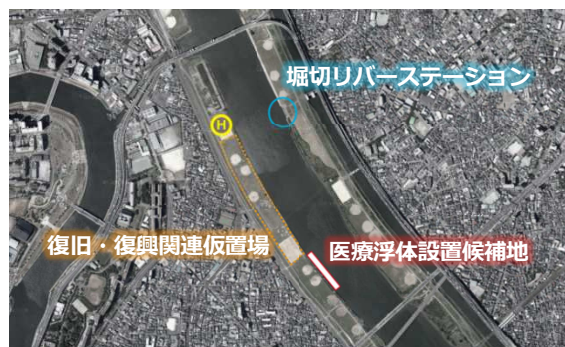 堀切リバーステーション
H
復旧・復興関連仮置場
医療浮体設置候補地